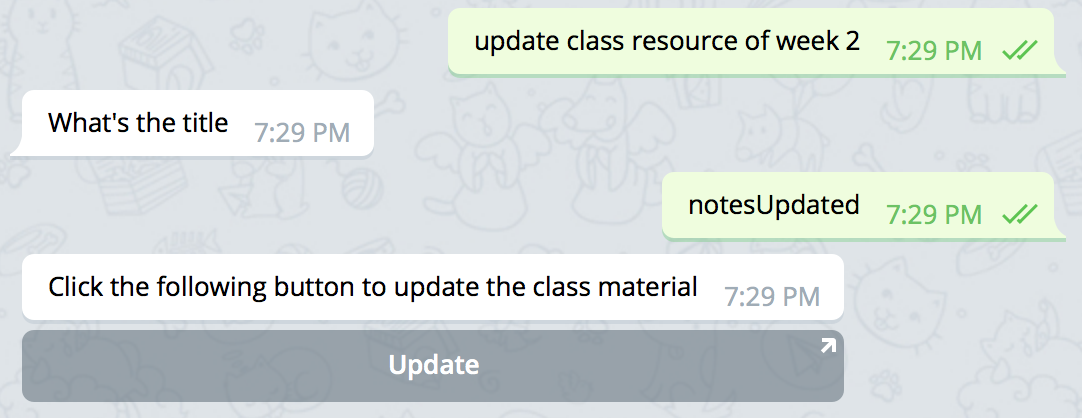 update class resource of week 2 7:29 PM
What's the title 7:29 PM
notesUpdated 7:29 PM
Click the following button to update the class material 7:29 PM
Update